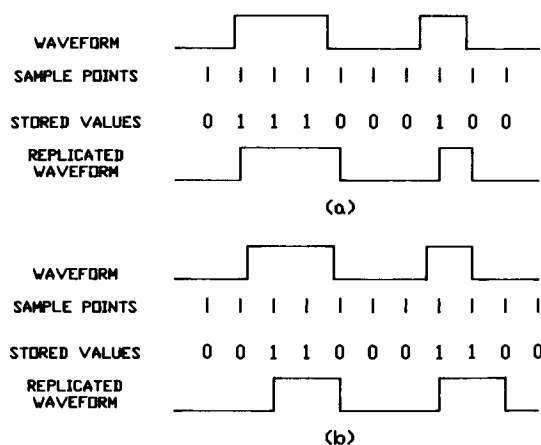 WAVEFORM
SAMPLE POINTS
STORED VALUES 0 1 1 1 0 0 0 1 0 0
REPLICATED
WAVEFORM
(a)
WAVEFORM
SAMPLE POINTS
STORED VALUES 0 0 1 1 0 0 0 1 1 0 0
REPLICATED
WAVEFORM
(b)